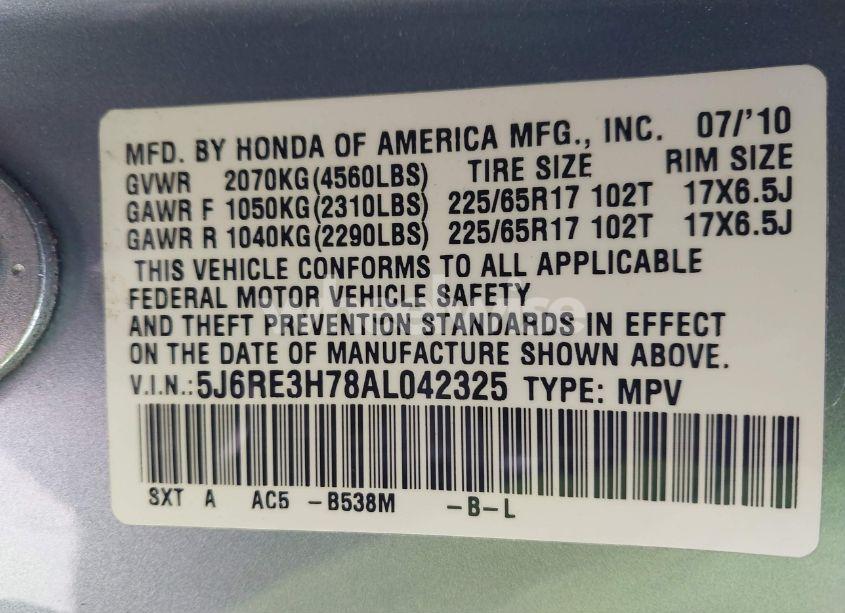 MFD. BY HONDA OF AMERICA MFG., INC. 07/'10
GVWR 2070KG(4560LBS) TIRE SIZE RIM SIZE
GAWR F 1050KG(2310LBS) 225/65R17 102T 17X6.5J
GAWR R 1040KG(2290LBS) 225/65R17 102T 17X6.5J
THIS VEHICLE CONFORMS TO ALL APPLICABLE
FEDERAL MOTOR VEHICLE SAFETY
AND THEFT PREVENTION STANDARDS IN EFFECT
ON THE DATE OF MANUFACTURE SHOWN ABOVE.
V.I.N.: 5J6RE3H78AL042325 TYPE: MPV
SXT A AC5 -B538M -B-L